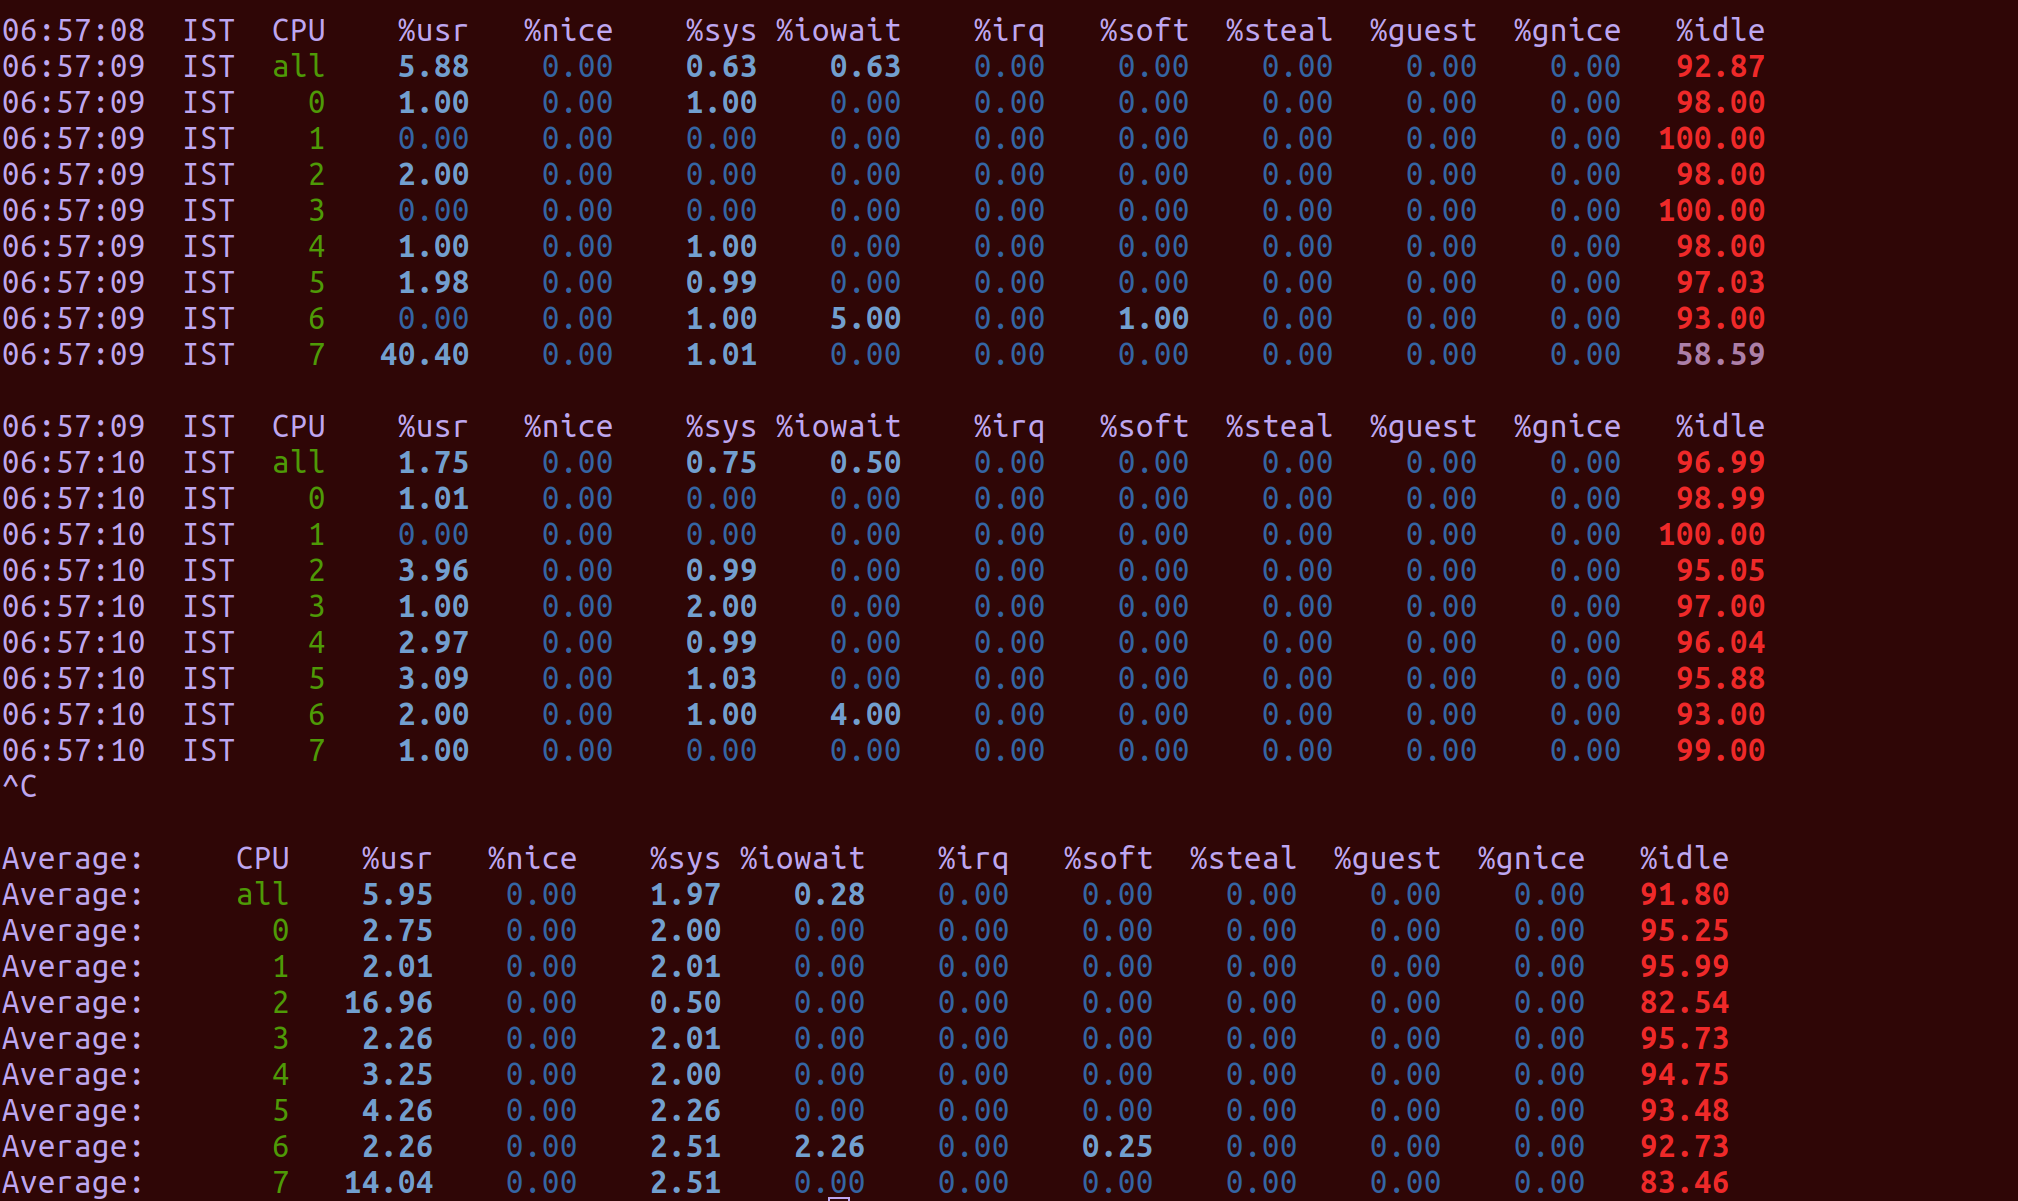 06:57:08 IST CPU %usr %nice %sys %iowait %irq %soft %steal %guest %gnice %idle
06:57:09 IST all 5.88 0.00 0.63 0.63 0.00 0.00 0.00 0.00 0.00 92.87
06:57:09 IST 0 1.00 0.00 1.00 0.00 0.00 0.00 0.00 0.00 0.00 98.00
06:57:09 IST 1 0.00 0.00 0.00 0.00 0.00 0.00 0.00 0.00 0.00 100.00
06:57:09 IST 2 2.00 0.00 0.00 0.00 0.00 0.00 0.00 0.00 0.00 98.00
06:57:09 IST 3 0.00 0.00 0.00 0.00 0.00 0.00 0.00 0.00 0.00 100.00
06:57:09 IST 4 1.00 0.00 1.00 0.00 0.00 0.00 0.00 0.00 0.00 98.00
06:57:09 IST 5 1.98 0.00 0.99 0.00 0.00 0.00 0.00 0.00 0.00 97.03
06:57:09 IST 6 0.00 0.00 1.00 5.00 0.00 1.00 0.00 0.00 0.00 93.00
06:57:09 IST 7 40.40 0.00 1.01 0.00 0.00 0.00 0.00 0.00 0.00 58.59
06:57:09 IST CPU %usr %nice %sys %iowait %irq %soft %steal %guest %gnice %idle
06:57:10 IST all 1.75 0.00 0.75 0.50 0.00 0.00 0.00 0.00 0.00 96.99
06:57:10 IST 0 1.01 0.00 0.00 0.00 0.00 0.00 0.00 0.00 0.00 98.99
06:57:10 IST 1 0.00 0.00 0.00 0.00 0.00 0.00 0.00 0.00 0.00 100.00
06:57:10 IST 2 3.96 0.00 0.99 0.00 0.00 0.00 0.00 0.00 0.00 95.05
06:57:10 IST 3 1.00 0.00 2.00 0.00 0.00 0.00 0.00 0.00 0.00 97.00
06:57:10 IST 4 2.97 0.00 0.99 0.00 0.00 0.00 0.00 0.00 0.00 96.04
06:57:10 IST 5 3.09 0.00 1.03 0.00 0.00 0.00 0.00 0.00 0.00 95.88
06:57:10 IST 6 2.00 0.00 1.00 4.00 0.00 0.00 0.00 0.00 0.00 93.00
06:57:10 IST 7 1.00 0.00 0.00 0.00 0.00 0.00 0.00 0.00 0.00 99.00
^C
Average: CPU %usr %nice %sys %iowait %irq %soft %steal %guest %gnice %idle
Average: all 5.95 0.00 1.97 0.28 0.00 0.00 0.00 0.00 0.00 91.80
Average: 0 2.75 0.00 2.00 0.00 0.00 0.00 0.00 0.00 0.00 95.25
Average: 1 2.01 0.00 2.01 0.00 0.00 0.00 0.00 0.00 0.00 95.99
Average: 2 16.96 0.00 0.50 0.00 0.00 0.00 0.00 0.00 0.00 82.54
Average: 3 2.26 0.00 2.01 0.00 0.00 0.00 0.00 0.00 0.00 95.73
Average: 4 3.25 0.00 2.00 0.00 0.00 0.00 0.00 0.00 0.00 94.75
Average: 5 4.26 0.00 2.26 0.00 0.00 0.00 0.00 0.00 0.00 93.48
Average: 6 2.26 0.00 2.51 2.26 0.00 0.25 0.00 0.00 0.00 92.73
Average: 7 14.04 0.00 2.51 0.00 0.00 0.00 0.00 0.00 0.00 83.46